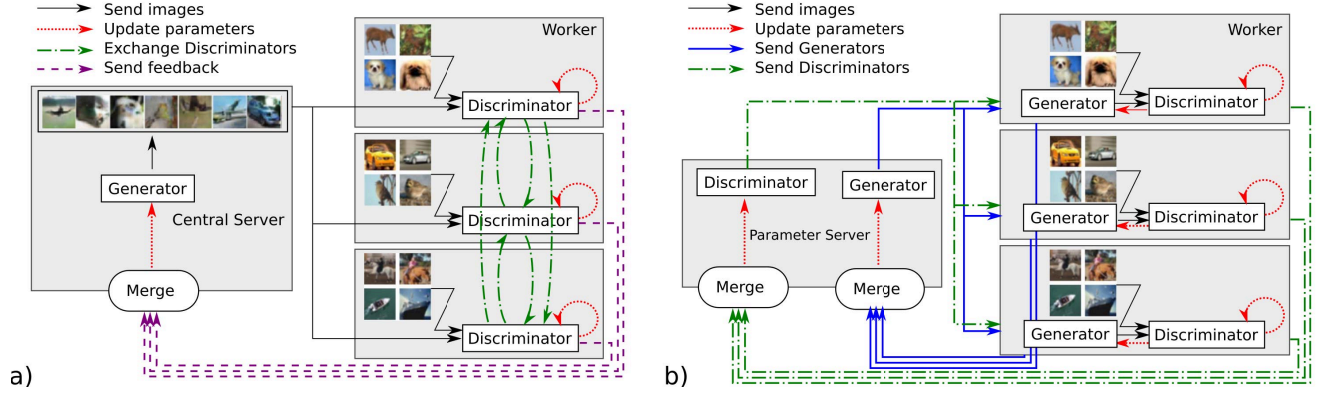 Send images
Update parameters
Exchange Discriminators
Send feedback
Worker
Discriminator
Generator
Central Server
Discriminator
Merge
Discriminator
a)
Send images
Update parameters
Send Generators
Send Discriminators
Worker
Generator
Discriminator
Discriminator
Generator
Parameter Server
Generator
Discriminator
Merge
Merge
Generator
Discriminator
b)